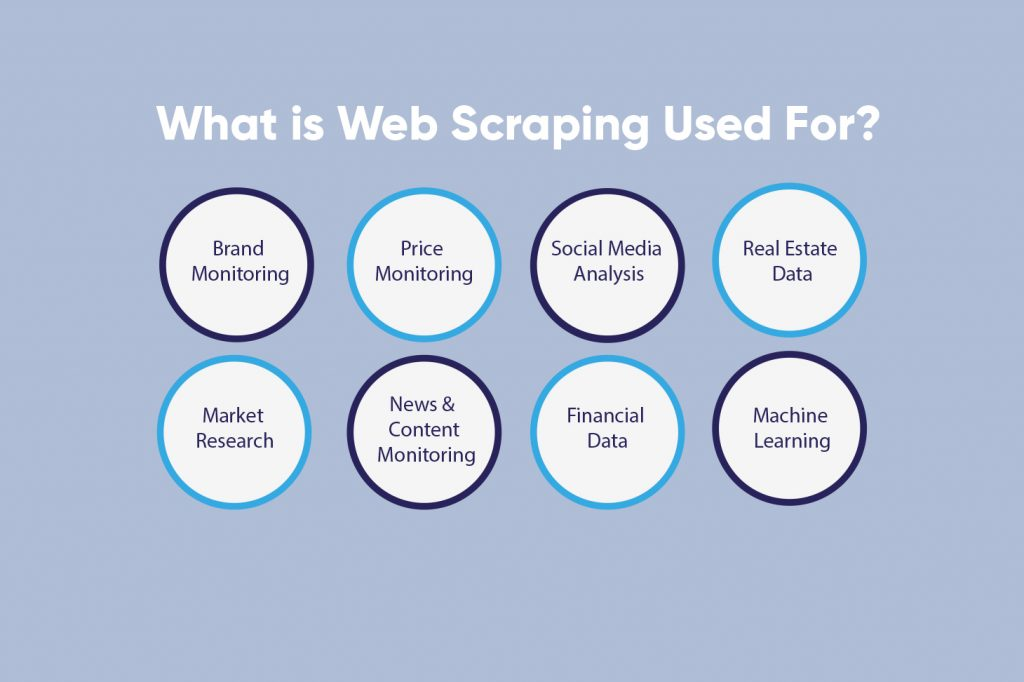 What is Web Scraping Used For?
Brand
Monitoring
Price
Monitoring
Social Media
Analysis
Real Estate
Data
Market
Research
News &
Content
Monitoring
Financial
Data
Machine
Learning